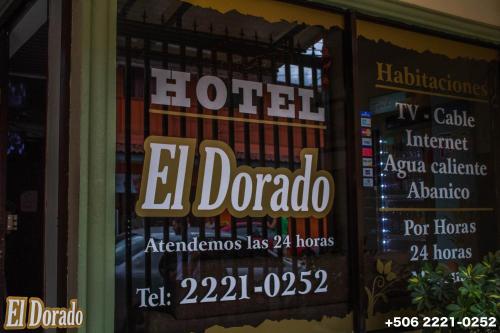 HOTEL
El Dorado
Atendemos las 24 horas
Tel: 2221-0252
Habitaciones
TV - Cable
Internet
Agua caliente
Abanico
Por Horas
24 horas
El Dorado
+506 2221-0252